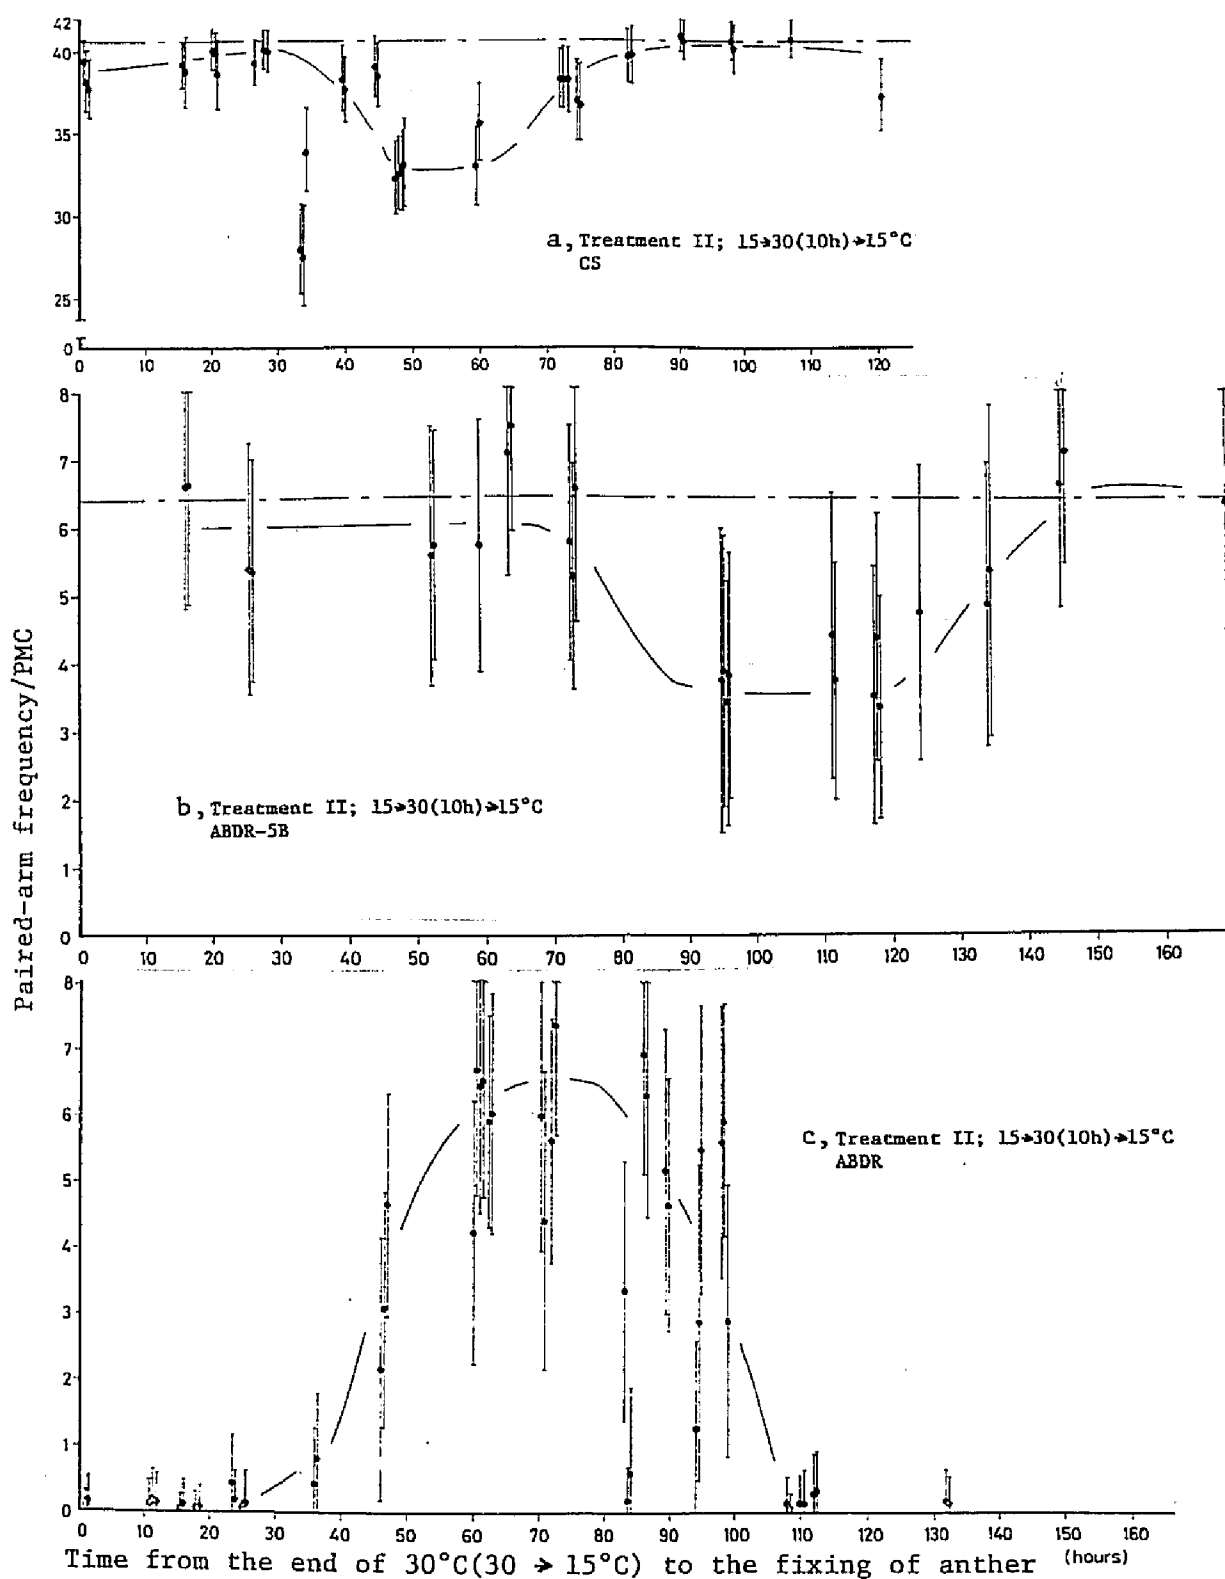 42
40
35
30
25
0
0 10 20 30 40 50 60 70 80 90 100 110 120
a, Treatment II; 15→30(10h)→15°C
CS
8
7
6
5
4
3
2
1
0
0 10 20 30 40 50 60 70 80 90 100 110 120 130 140 150 160
b, Treatment II; 15→30(10h)→15°C
ABDR-5B
Paired-arm frequency/PMC
8
7
6
5
4
3
2
1
0
0 10 20 30 40 50 60 70 80 90 100 110 120 130 140 150 160
c, Treatment II; 15→30(10h)→15°C
ABDR
Time from the end of 30°C(30 → 15°C) to the fixing of anther (hours)